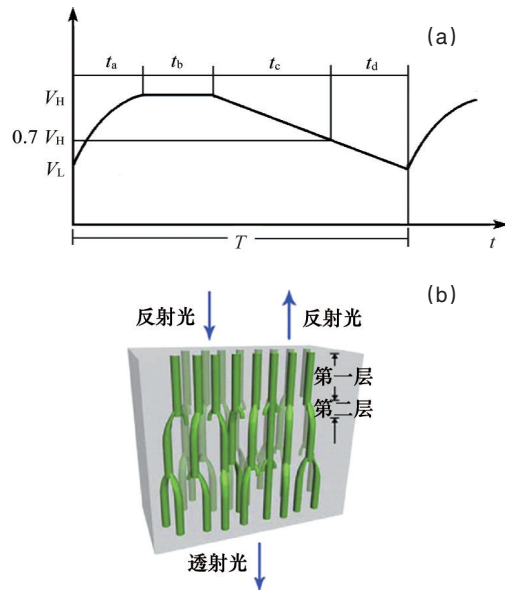 (a)
t_a t_b t_c t_d
V_H
0.7 V_H
V_L
T t
(b)
反射光 反射光
第一层
第二层
透射光